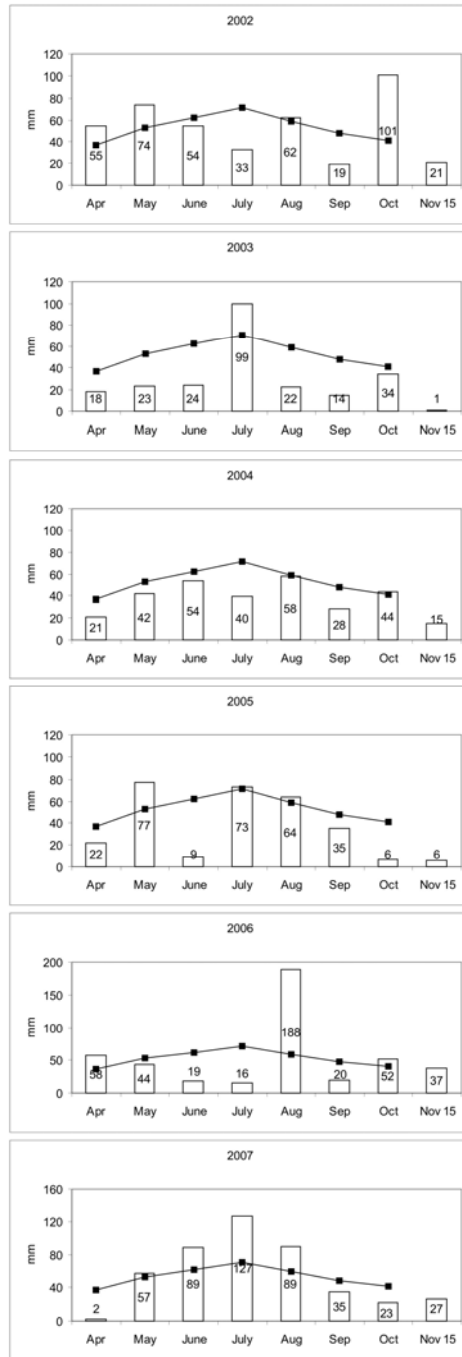 2002
120
100
80
60
40
20
0
mm
55 74 54 33 62 19 101 21
Apr May June July Aug Sep Oct Nov 15
2003
120
100
80
60
40
20
0
mm
18 23 24 99 22 14 34 1
Apr May June July Aug Sep Oct Nov 15
2004
120
100
80
60
40
20
0
mm
21 42 54 40 58 28 44 15
Apr May June July Aug Sep Oct Nov 15
2005
120
100
80
60
40
20
0
mm
22 77 9 73 64 35 6 6
Apr May June July Aug Sep Oct Nov 15
2006
200
150
100
50
0
mm
58 44 19 16 188 20 52 37
Apr May June July Aug Sep Oct Nov 15
2007
160
120
80
40
0
mm
2 57 89 127 89 35 23 27
Apr May June July Aug Sep Oct Nov 15